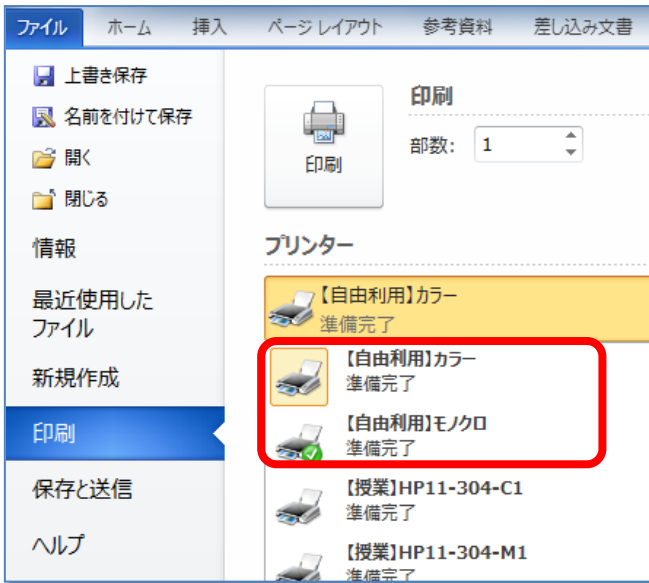 ファイル ホーム 挿入 ページ レイアウト 参考資料 差し込み文書
上書き保存
名前を付けて保存
開く
閉じる
情報
最近使用した
ファイル
新規作成
印刷
保存と送信
ヘルプ
印刷
印刷
部数: 1
プリンター
【自由利用】カラー
準備完了
【自由利用】カラー
準備完了
【自由利用】モノクロ
準備完了
【授業】HP11-304-C1
準備完了
【授業】HP11-304-M1
準備完了